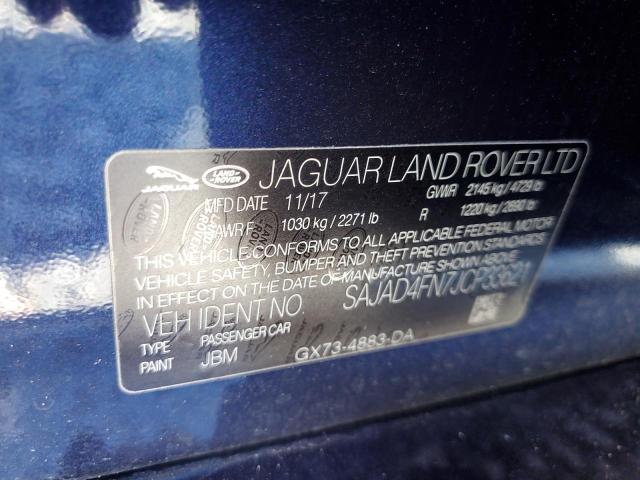 JAGUAR LAND-ROVER JAGUAR LAND ROVER LTD
MFD DATE 11/17 GVWR 2145 kg / 4729 lb
GAWR F 1030 kg / 2271 lb R 1220 kg / 2690 lb
THIS VEHICLE CONFORMS TO ALL APPLICABLE FEDERAL MOTOR
VEHICLE SAFETY, BUMPER AND THEFT PREVENTION STANDARDS
IN EFFECT ON THE DATE OF MANUFACTURE SHOWN ABOVE.
VEH IDENT NO. SAJAD4FN7JCP33621
TYPE PASSENGER CAR
PAINT JBM GX73-4883-DA